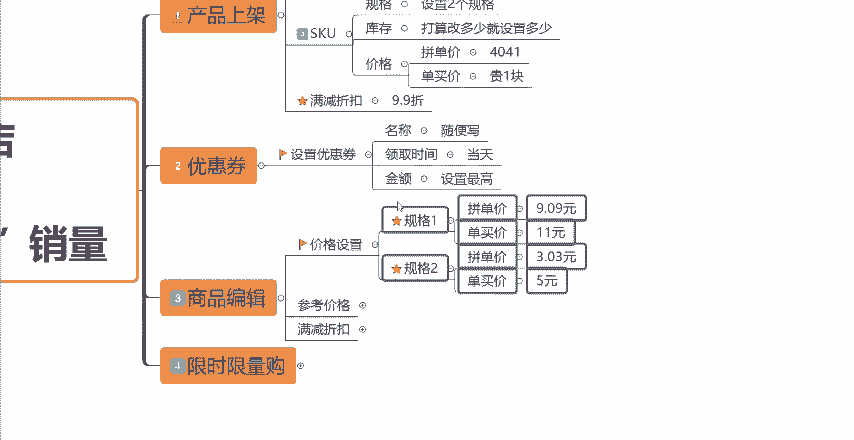 规格 设置2个规格
1 产品上架
SKU
库存 打算改多少就设置多少
价格
拼单价 4041
单买价 贵1块
满减折扣 9.9折
2 优惠券
设置优惠券
名称 随便写
领取时间 当天
金额 设置最高
销量
3 商品编辑
价格设置
规格1
拼单价 9.09元
单买价 11元
规格2
拼单价 3.03元
单买价 5元
参考价格
满减折扣
4 限时限量购